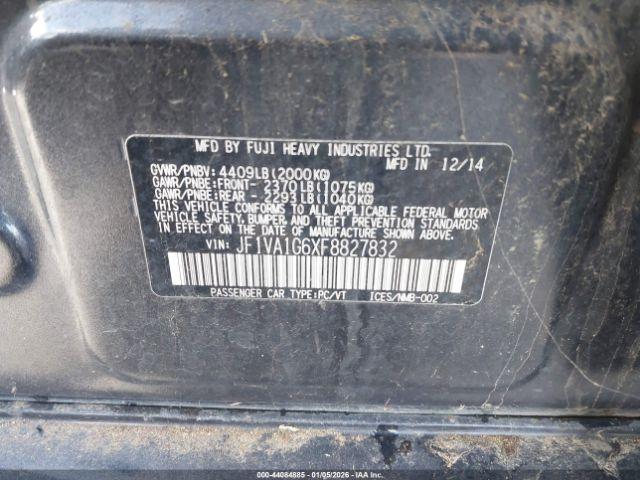 MFD BY FUJI HEAVY INDUSTRIES LTD.
MFD IN 12/14
GVWR/PNBV: 4409LB(2000KG)
GAWR/PNBE:FRONT- 2370LB(1075KG)
GAWR/PNBE:REAR - 2293LB(1040KG)
THIS VEHICLE CONFORMS TO ALL APPLICABLE FEDERAL MOTOR
VEHICLE SAFETY, BUMPER, AND THEFT PREVENTION STANDARDS
IN EFFECT ON THE DATE OF MANUFACTURE SHOWN ABOVE.
VIN: JF1VA1G6XF8827832
PASSENGER CAR TYPE:PC/VT ICES/NMB-002
000-44084885 - 01/05/2026 - IAAI.COM